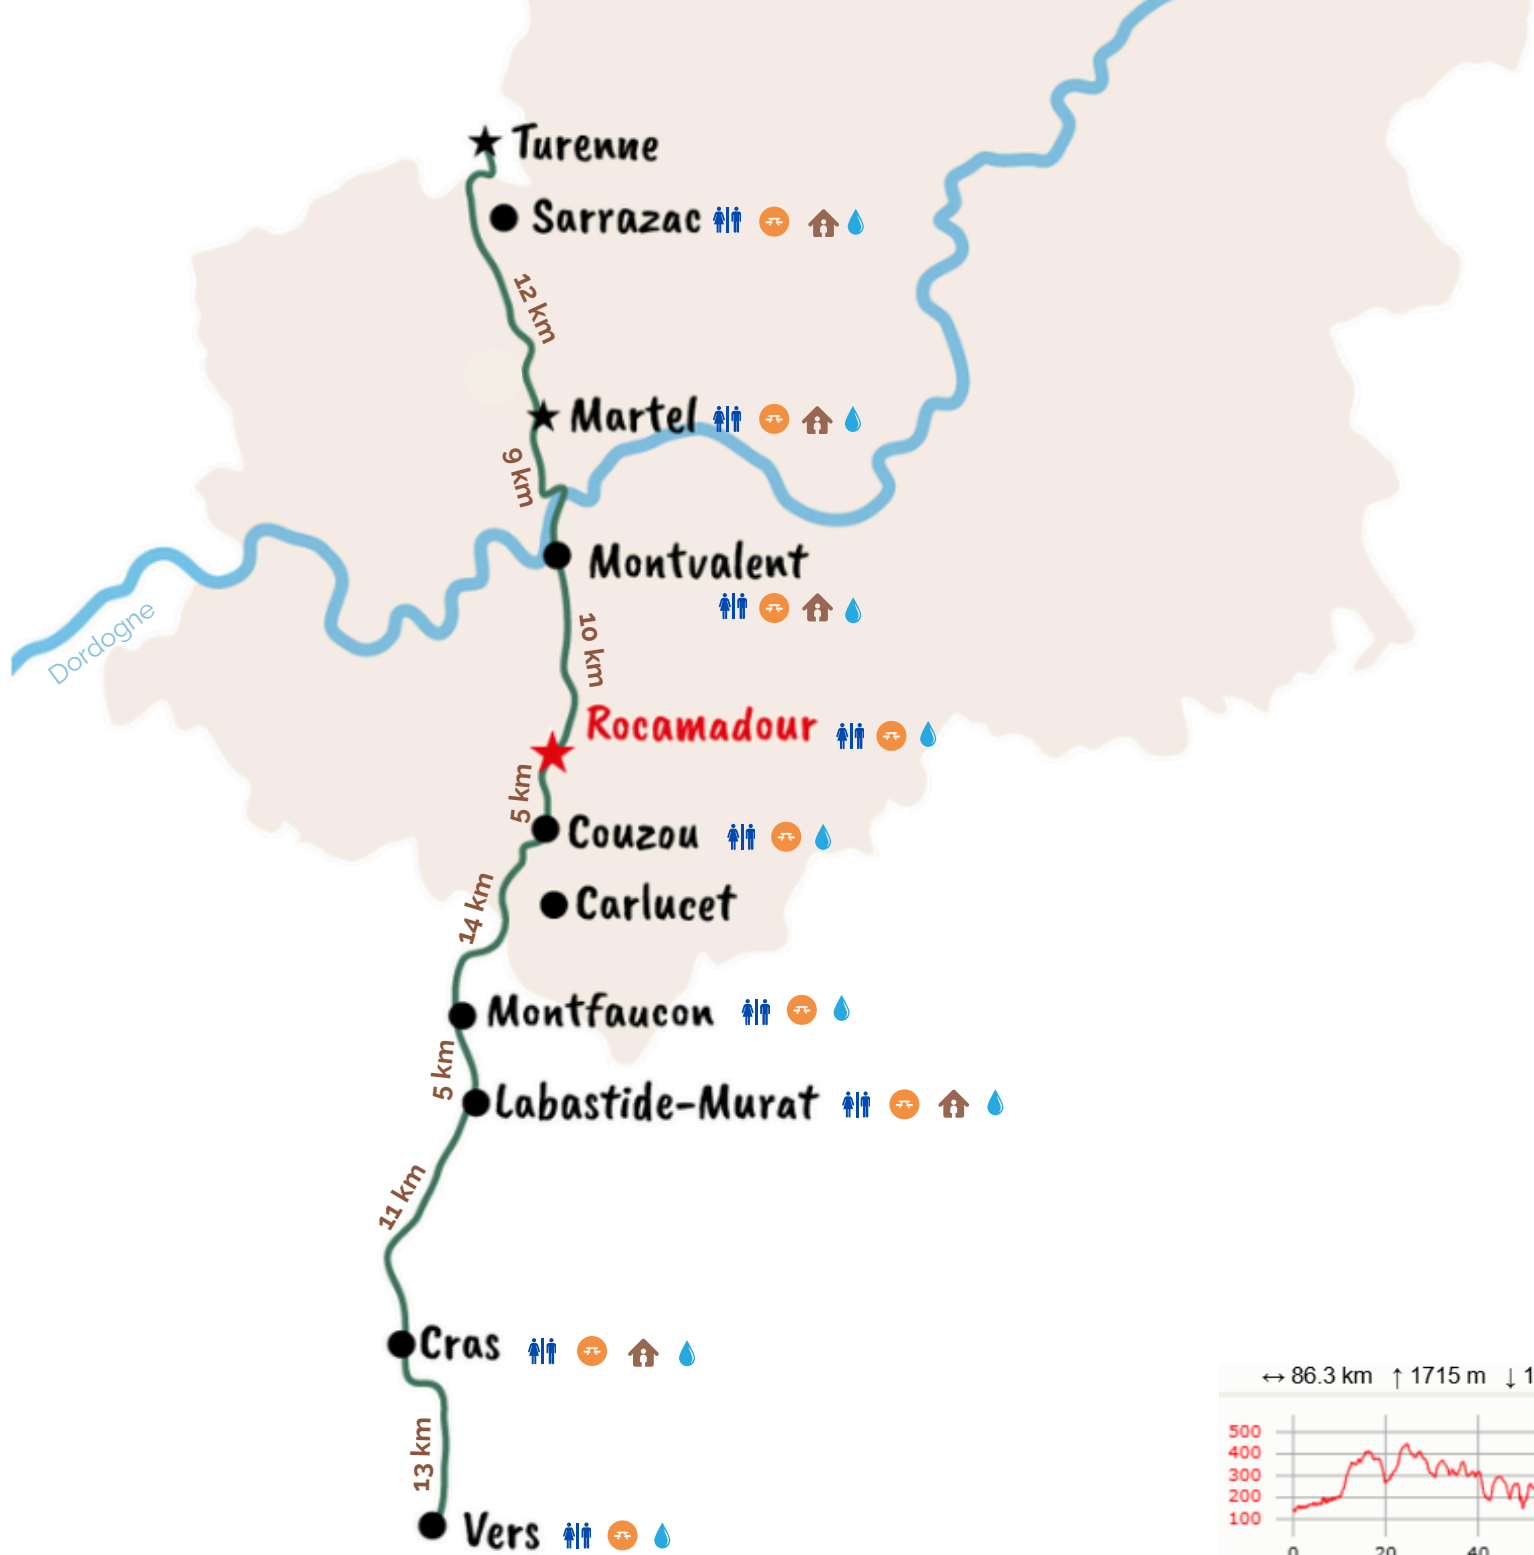 Turenne
Sarrazac
12 km
Martel
9 km
Montvalent
Dordogne
10 km
Rocamadour
5 km
Couzou
14 km
Carlucet
Montfaucon
5 km
Labastide-Murat
11 km
Cras
↔ 86.3 km ↑ 1715 m ↓ 1
500
400
300
200
100
0 20 40
13 km
Vers